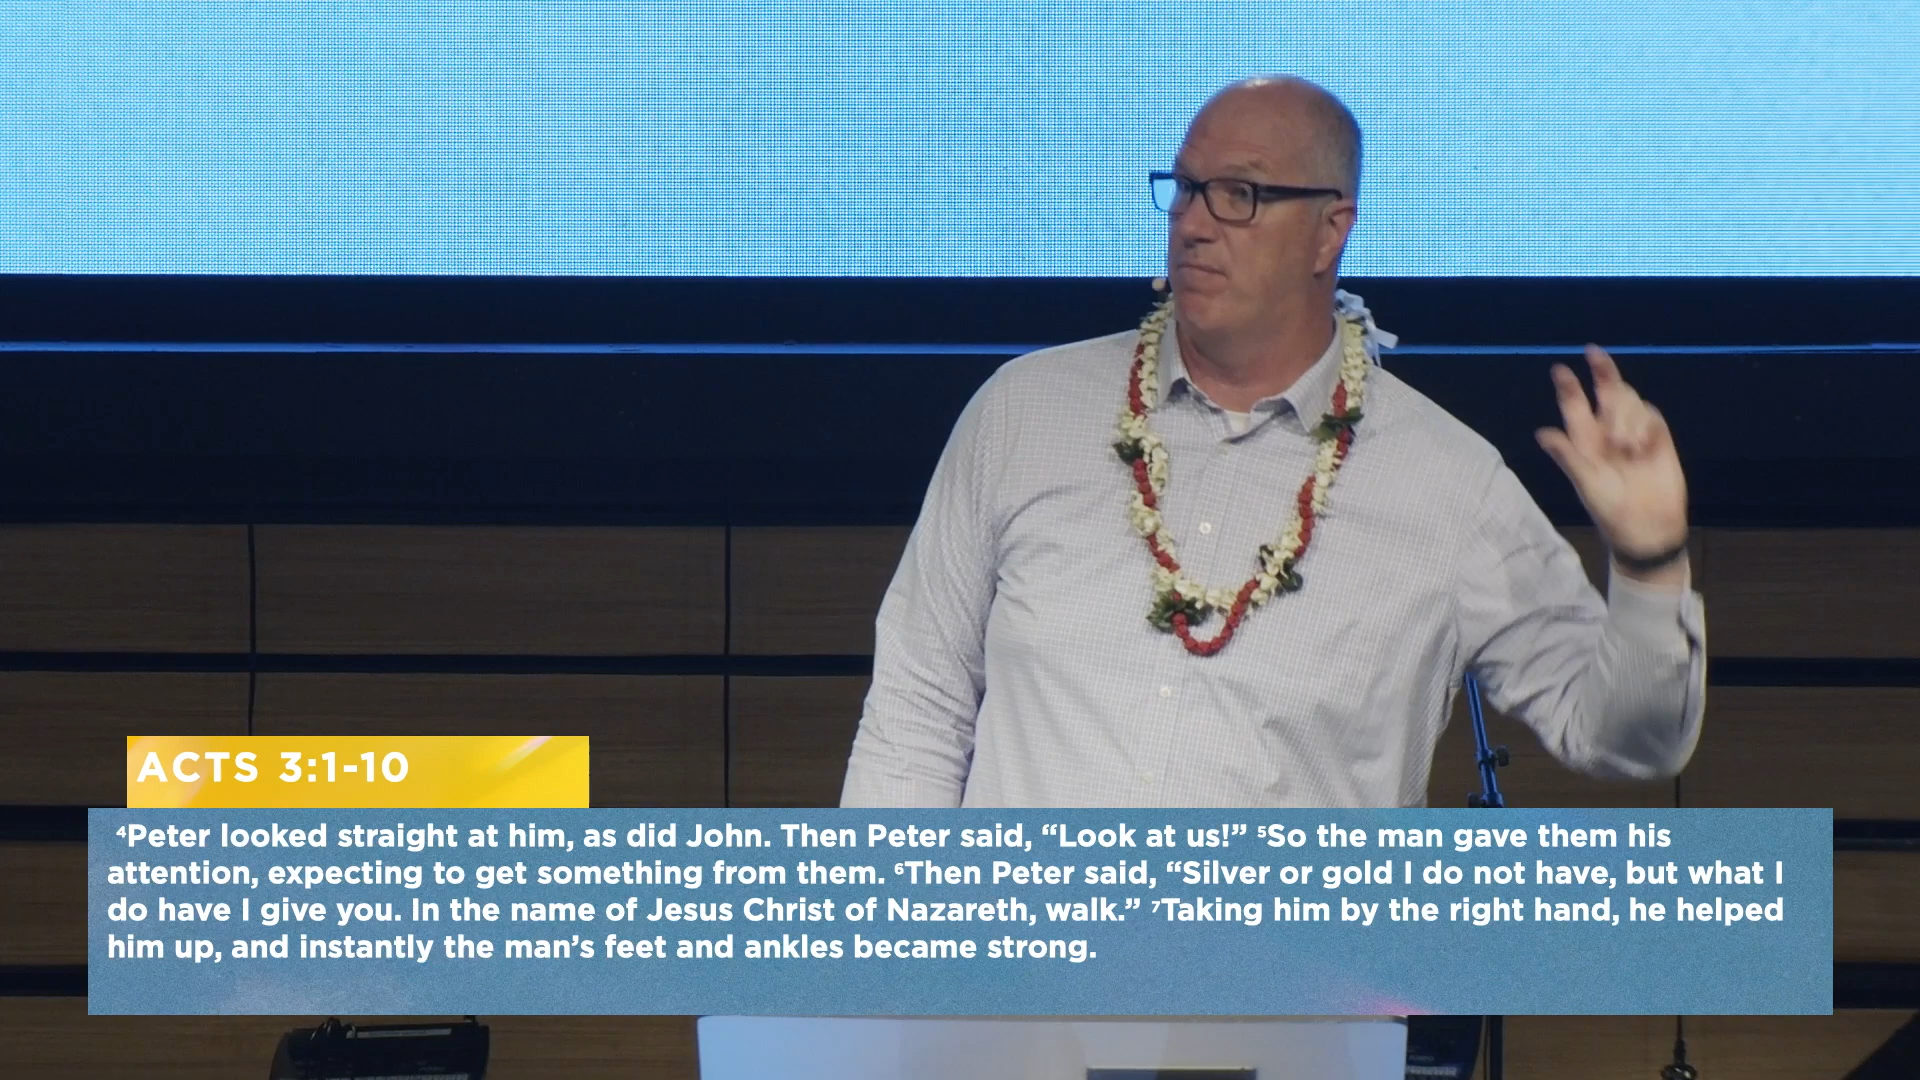 ACTS 3:1-10
⁴Peter looked straight at him, as did John. Then Peter said, “Look at us!” ⁵So the man gave them his
attention, expecting to get something from them. ⁶Then Peter said, “Silver or gold I do not have, but what I
do have I give you. In the name of Jesus Christ of Nazareth, walk.” ⁷Taking him by the right hand, he helped
him up, and instantly the man’s feet and ankles became strong.